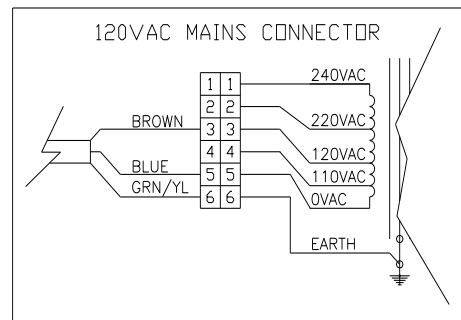 120VAC MAINS CONNECTOR
240VAC
1 1
2 2
220VAC
BROWN
3 3
120VAC
4 4
BLUE
110VAC
5 5
GRN/YL
0VAC
6 6
EARTH